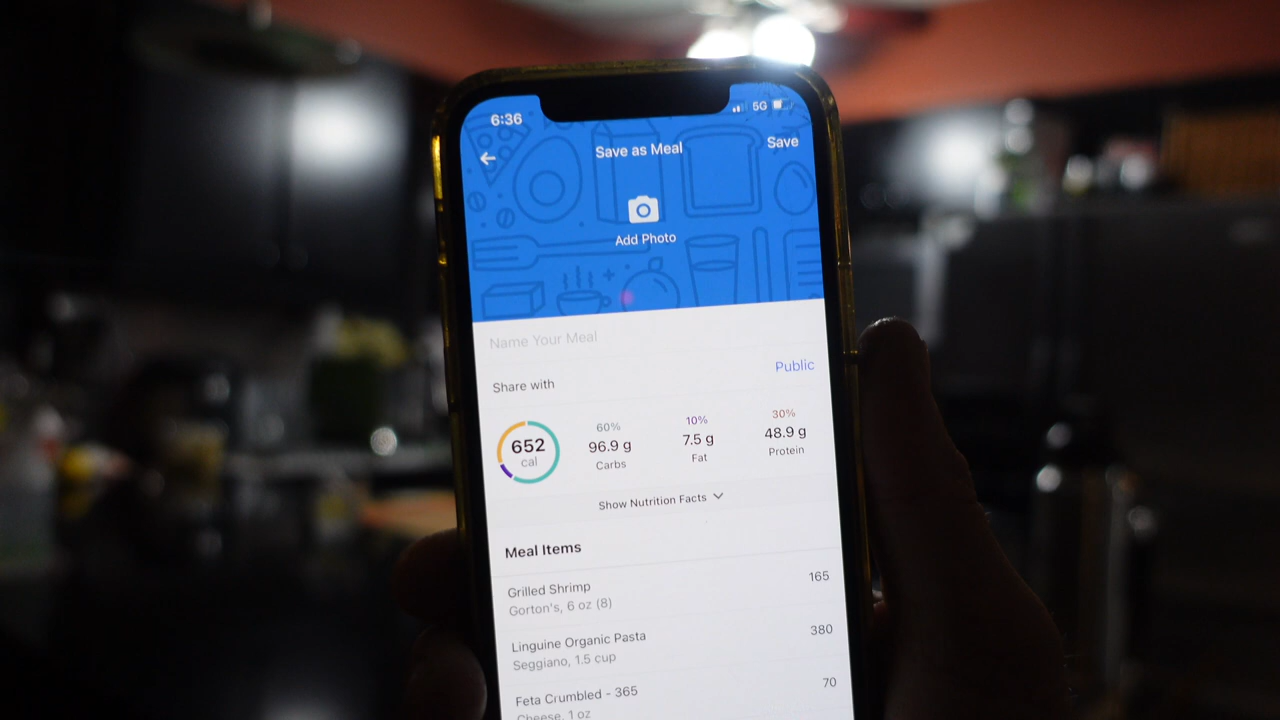 6:36
5G
Save as Meal
Save
Add Photo
Name Your Meal
Share with
Public
652
cal
60%
96.9 g
Carbs
10%
7.5 g
Fat
30%
48.9 g
Protein
Show Nutrition Facts
Meal Items
Grilled Shrimp
165
Gorton's, 6 oz (8)
Linguine Organic Pasta
380
Seggiano, 1.5 cup
Feta Crumbled - 365
70
Cheese, 1 oz